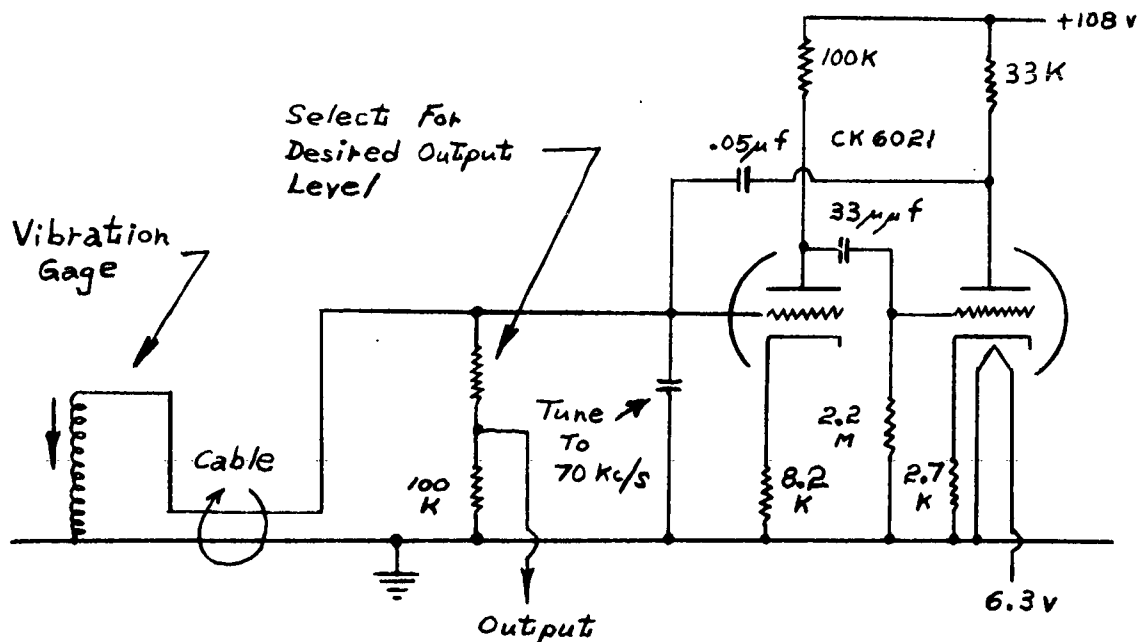 +108 v
100K
33K
Select For
Desired Output
Level
.05µf
CK 6021
33µµf
Vibration
Gage
Cable
Tune
To
70 Kc/s
100
K
8.2
K
2.2
M
2.7
K
6.3 v
Output